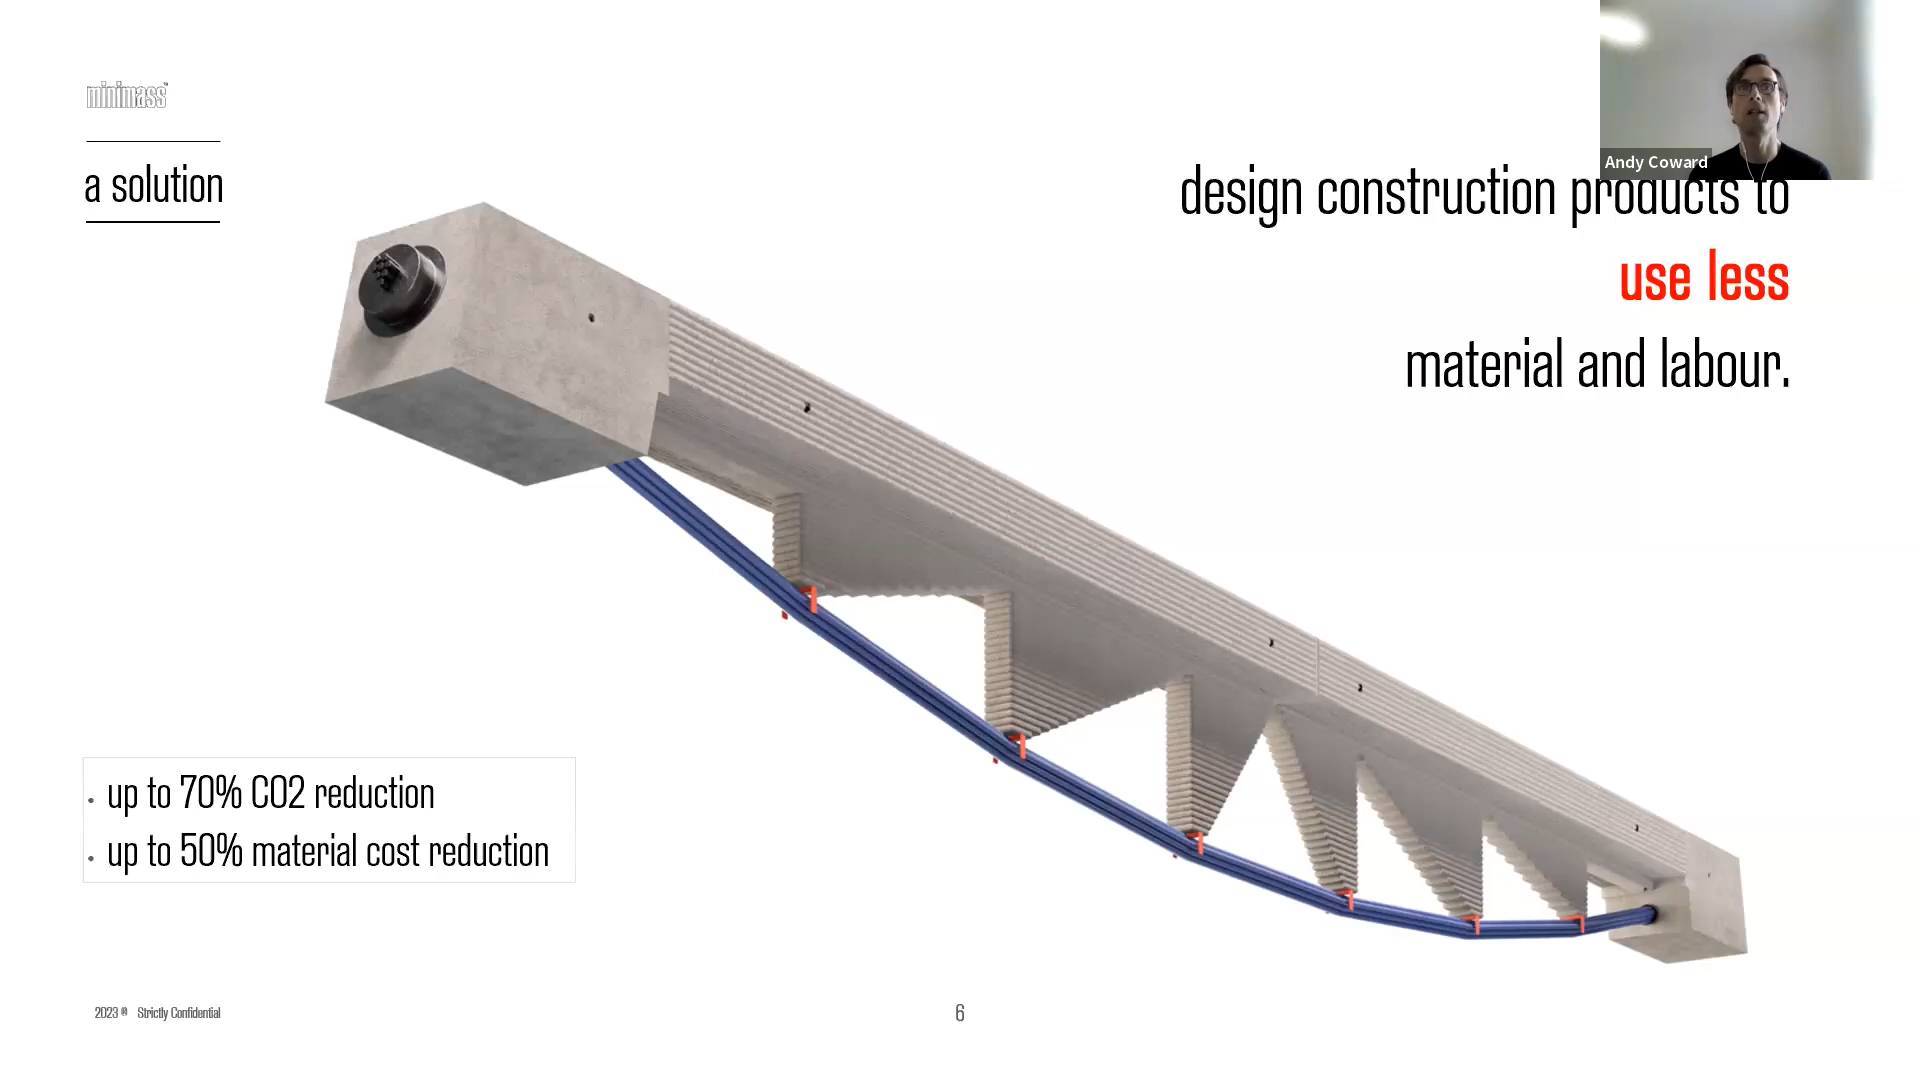 minimass™
a solution
Andy Coward
design construction products to
use less
material and labour.
• up to 70% CO2 reduction
• up to 50% material cost reduction
2023 © Strictly Confidential
6